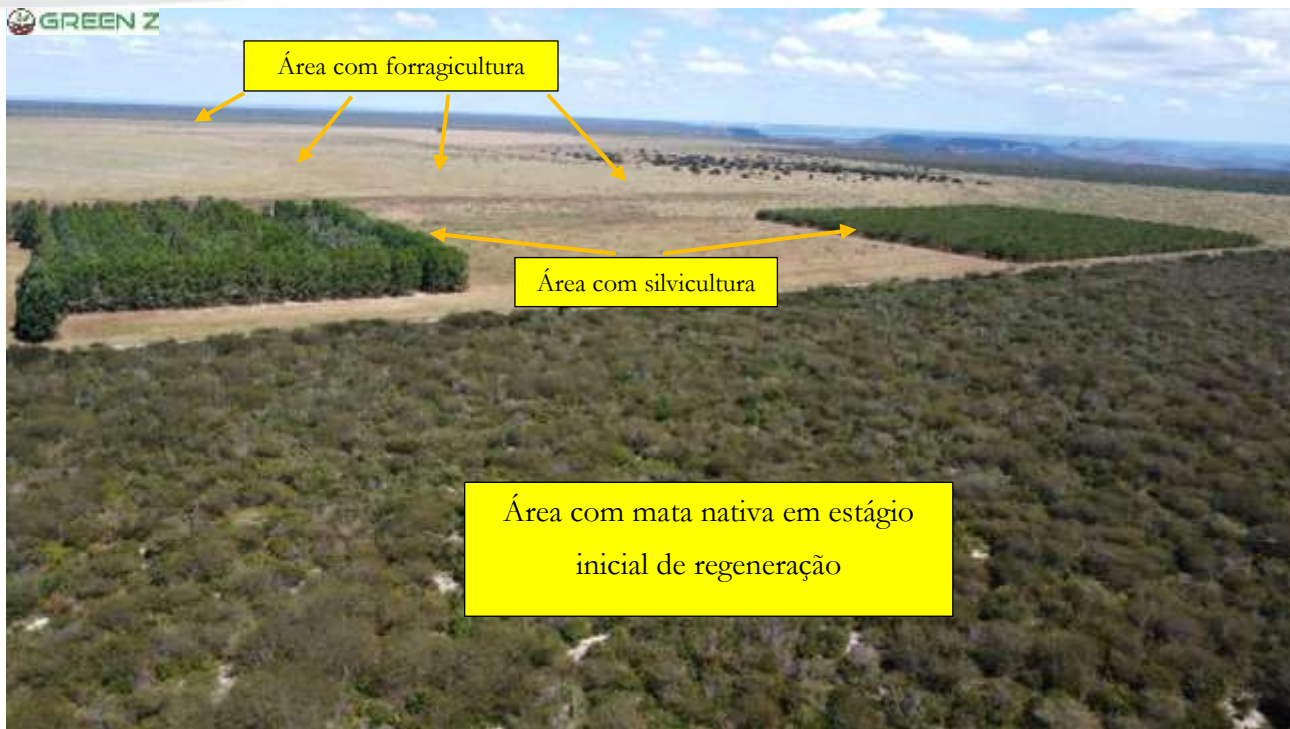 GREEN Z
Área com forragicultura
Área com silvicultura
Área com mata nativa em estágio
inicial de regeneração